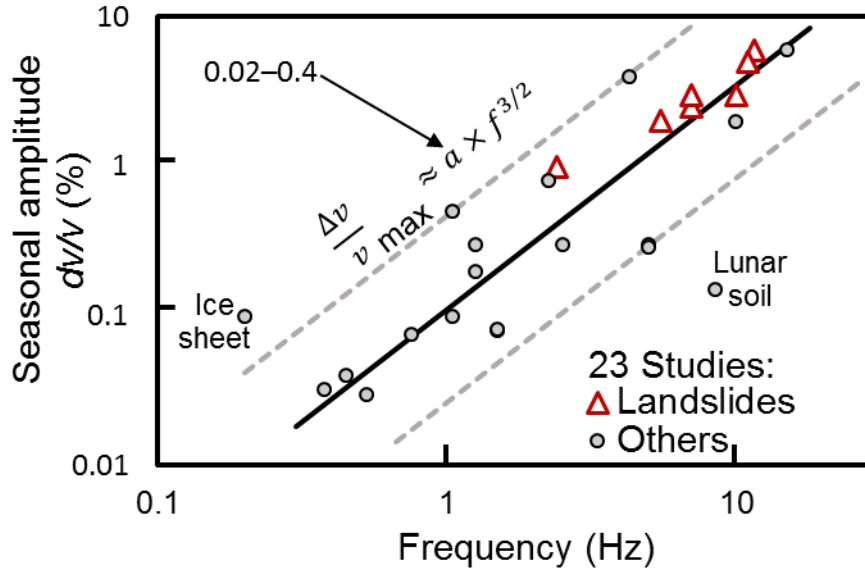 Seasonal amplitude
dv/v (%)
10
1
0.1
0.01
0.02–0.4
Δv/v max ≈ a × f^3/2
Ice
sheet
Lunar
soil
23 Studies:
Landslides
Others
0.1
1
10
Frequency (Hz)